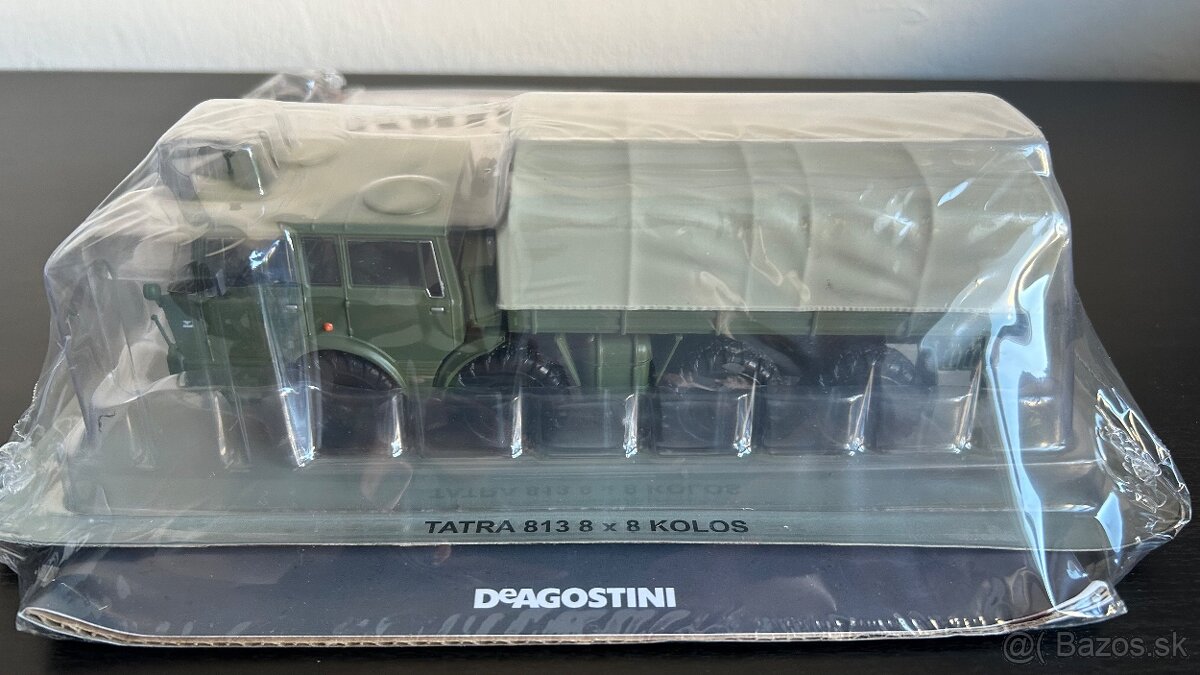 TATRA 813 8 x 8 KOLOS
DeAGOSTINI
@( Bazos.sk